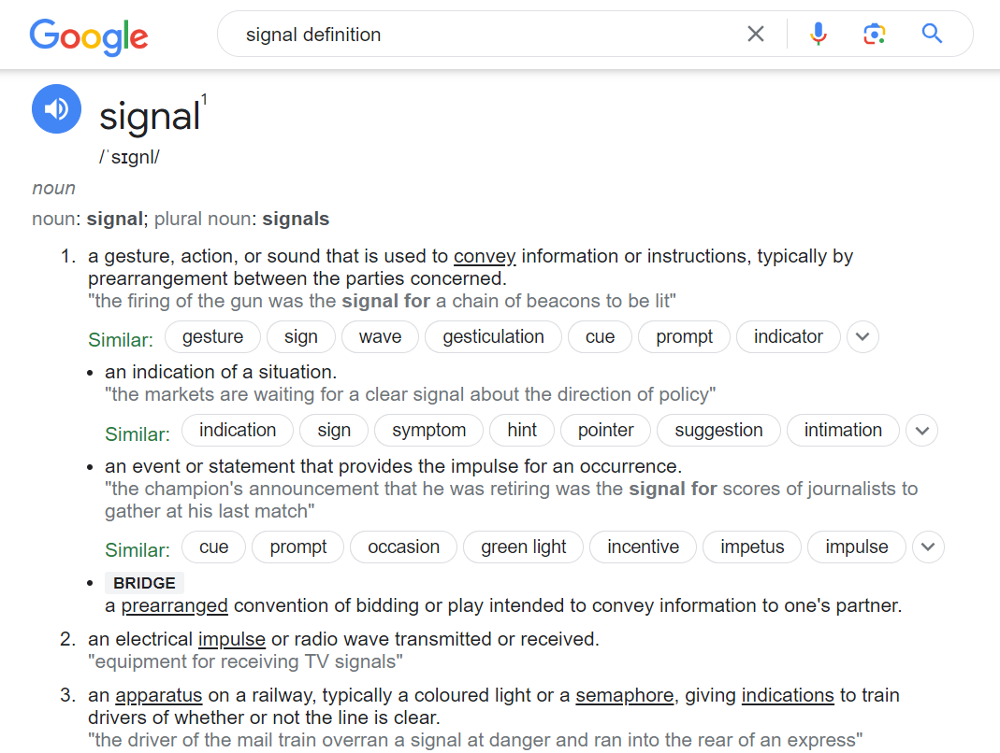 Google
signal definition
signal1
/ˈsɪɡnl/
noun
noun: signal; plural noun: signals
1. a gesture, action, or sound that is used to convey information or instructions, typically by
prearrangement between the parties concerned.
"the firing of the gun was the signal for a chain of beacons to be lit"
Similar: gesture sign wave gesticulation cue prompt indicator
• an indication of a situation.
"the markets are waiting for a clear signal about the direction of policy"
Similar: indication sign symptom hint pointer suggestion intimation
• an event or statement that provides the impulse for an occurrence.
"the champion's announcement that he was retiring was the signal for scores of journalists to
gather at his last match"
Similar: cue prompt occasion green light incentive impetus impulse
• BRIDGE
a prearranged convention of bidding or play intended to convey information to one's partner.
2. an electrical impulse or radio wave transmitted or received.
"equipment for receiving TV signals"
3. an apparatus on a railway, typically a coloured light or a semaphore, giving indications to train
drivers of whether or not the line is clear.
"the driver of the mail train overran a signal at danger and ran into the rear of an express"